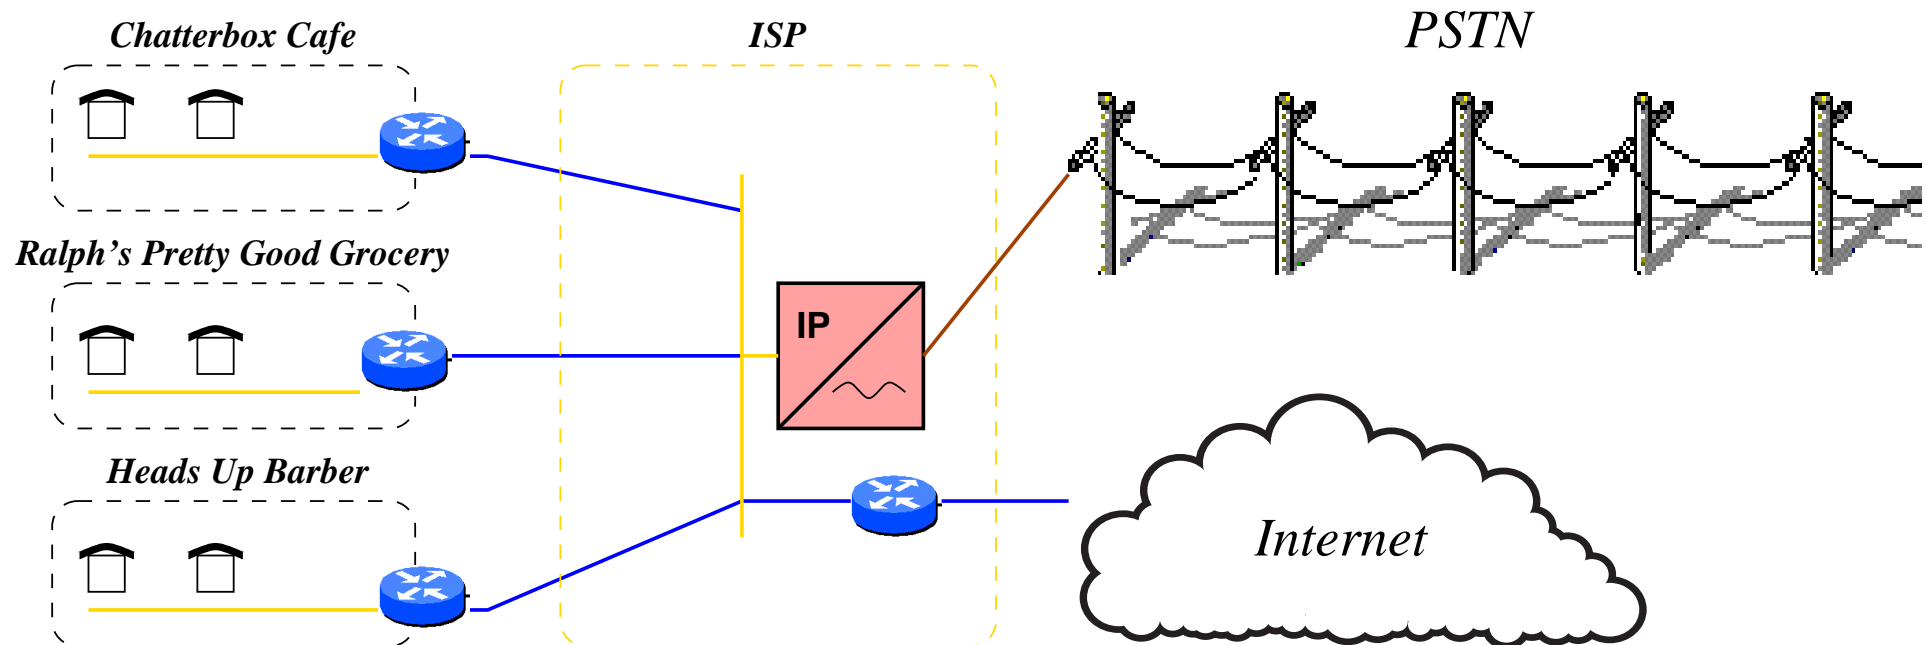 Chatterbox Cafe
ISP
PSTN
Ralph's Pretty Good Grocery
IP
Heads Up Barber
Internet